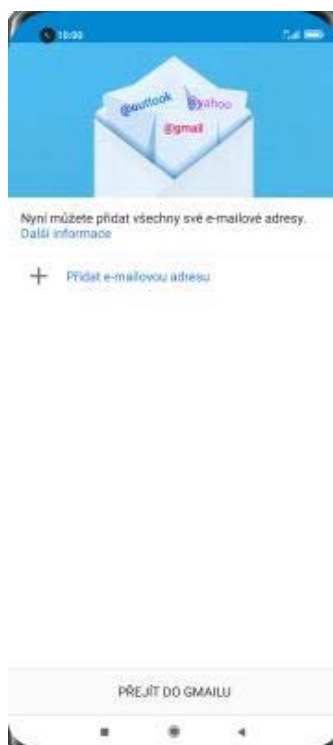 10:00
@outlook @yahoo
@gmail
Nyní můžete přidat všechny své e-mailové adresy.
Další informace
Přidat e-mailovou adresu
PŘEJÍT DO GMAILU